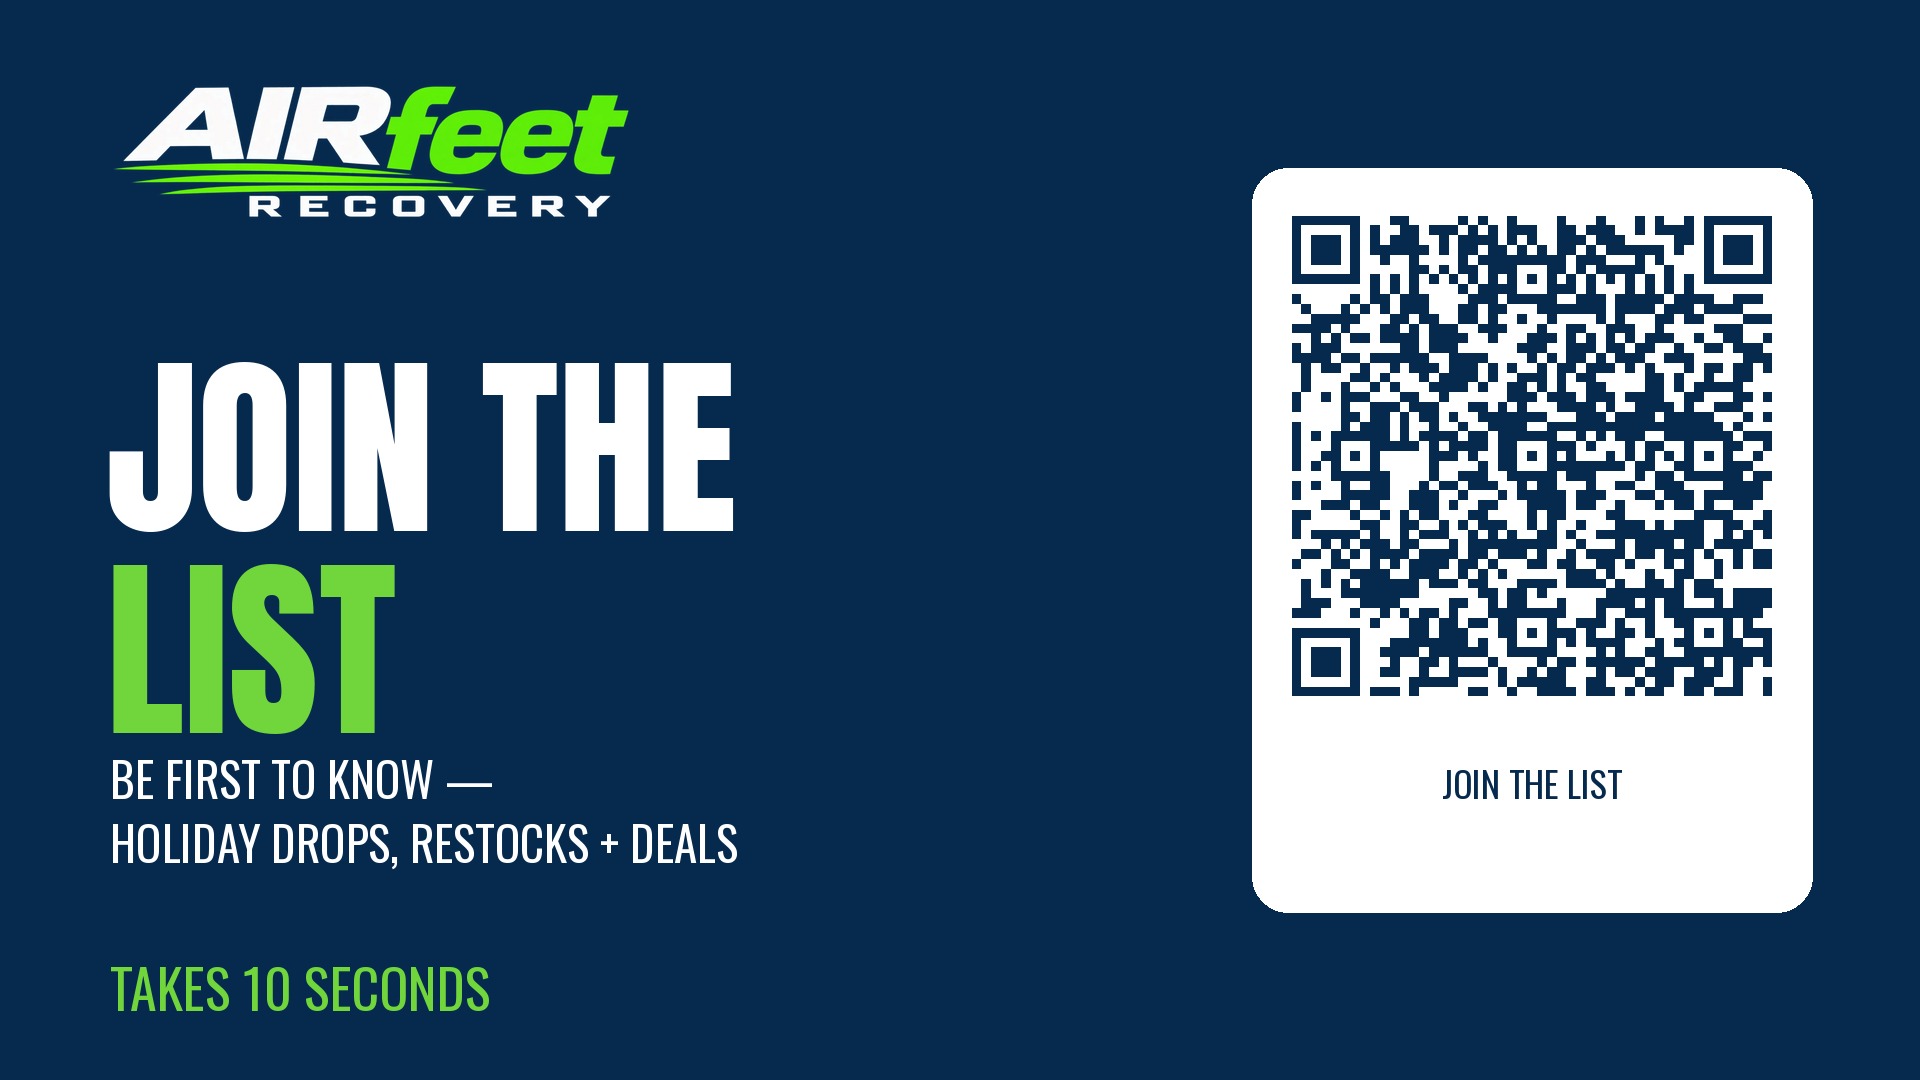 AIRfeet
RECOVERY
JOIN THE
LIST
BE FIRST TO KNOW —
HOLIDAY DROPS, RESTOCKS + DEALS
TAKES 10 SECONDS
JOIN THE LIST